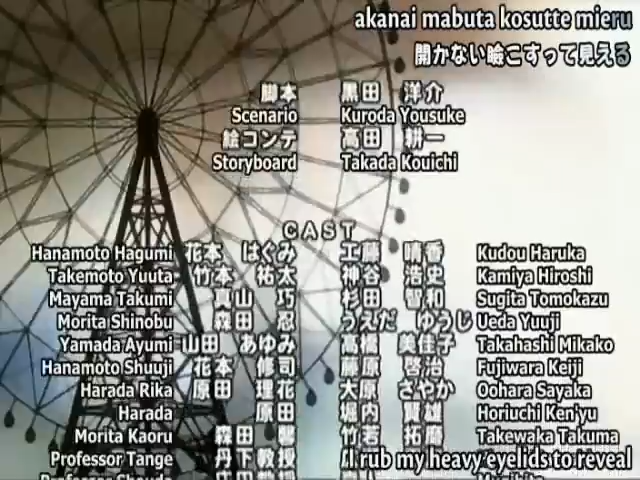 akanai mabuta kosutte mieru
開かない瞼こすって見える
脚本 黒田 洋介
Scenario Kuroda Yousuke
絵コンテ 高田 耕一
Storyboard Takada Kouichi
CAST
Hanamoto Hagumi 花本 はぐみ 工藤 晴香 Kudou Haruka
Takemoto Yuuta 竹本 祐太 神谷 浩史 Kamiya Hiroshi
Mayama Takumi 真山 巧 杉田 智和 Sugita Tomokazu
Morita Shinobu 森田 忍 うえだ ゆうじ Ueda Yuuji
Yamada Ayumi 山田 あゆみ 高橋 美佳子 Takahashi Mikako
Hanamoto Shuuji 花本 修司 藤原 啓治 Fujiwara Keiji
Harada Rika 原田 理花 大原 さやか Oohara Sayaka
Harada 原田 堀内 賢雄 Horiuchi Ken'yu
Morita Kaoru 森田 馨 竹若 拓磨 Takewaka Takuma
Professor Tange 丹下教授
I rub my heavy eyelids to reveal
Professor